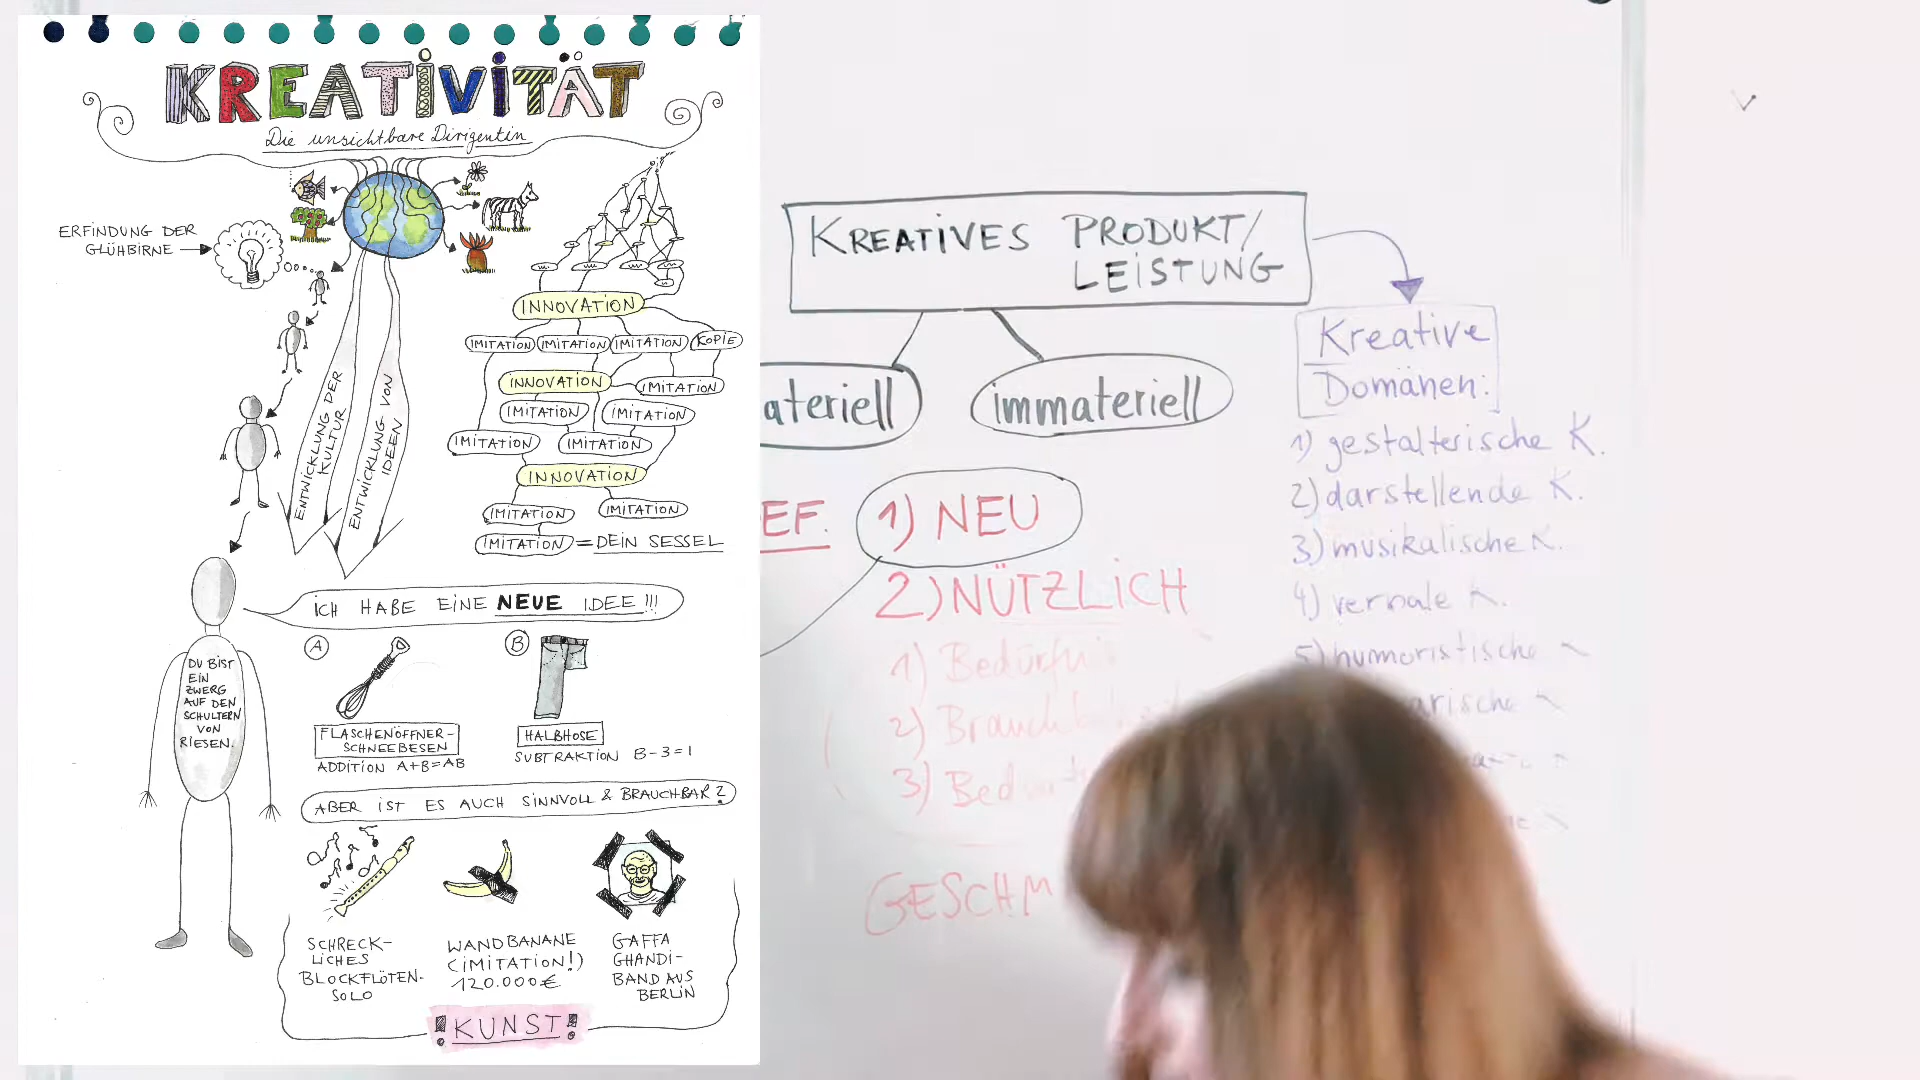 KREATIVITÄT
Die unsichtbare Dirigentin
ERFINDUNG DER
GLÜHBIRNE
ENTWICKLUNG DER
KULTUR
ENTWICKLUNG VON
IDEEN
INNOVATION
IMITATION IMITATION IMITATION KOPIE
INNOVATION IMITATION
IMITATION IMITATION
IMITATION IMITATION
INNOVATION
IMITATION IMITATION
IMITATION = DEIN SESSEL
ICH HABE EINE NEUE IDEE!!!
DU BIST
EIN
ZWERG
AUF DEN
SCHULTERN
VON
RIESEN.
A
FLASCHENÖFFNER-
SCHNEEBESEN
ADDITION A+B=AB
B
HALBHOSE
SUBTRAKTION B-3=1
ABER IST ES AUCH SINNVOLL & BRAUCHBAR?
SCHRECK-
LICHES
BLOCKFLÖTEN-
SOLO
WANDBANANE
(IMITATION!)
120.000€
GAFFA
GHANDI-
BAND AUS
BERLIN
!KUNST!
KREATIVES PRODUKT/
LEISTUNG
ateriell
immateriell
EF.
1) NEU
2) NÜTZLICH
1)
2)
3)
GESCHM
Kreative
Domänen:
1) gestalterische K.
2) darstellende K.
3) musikalische K.
4) verbale K.
5) humoristische